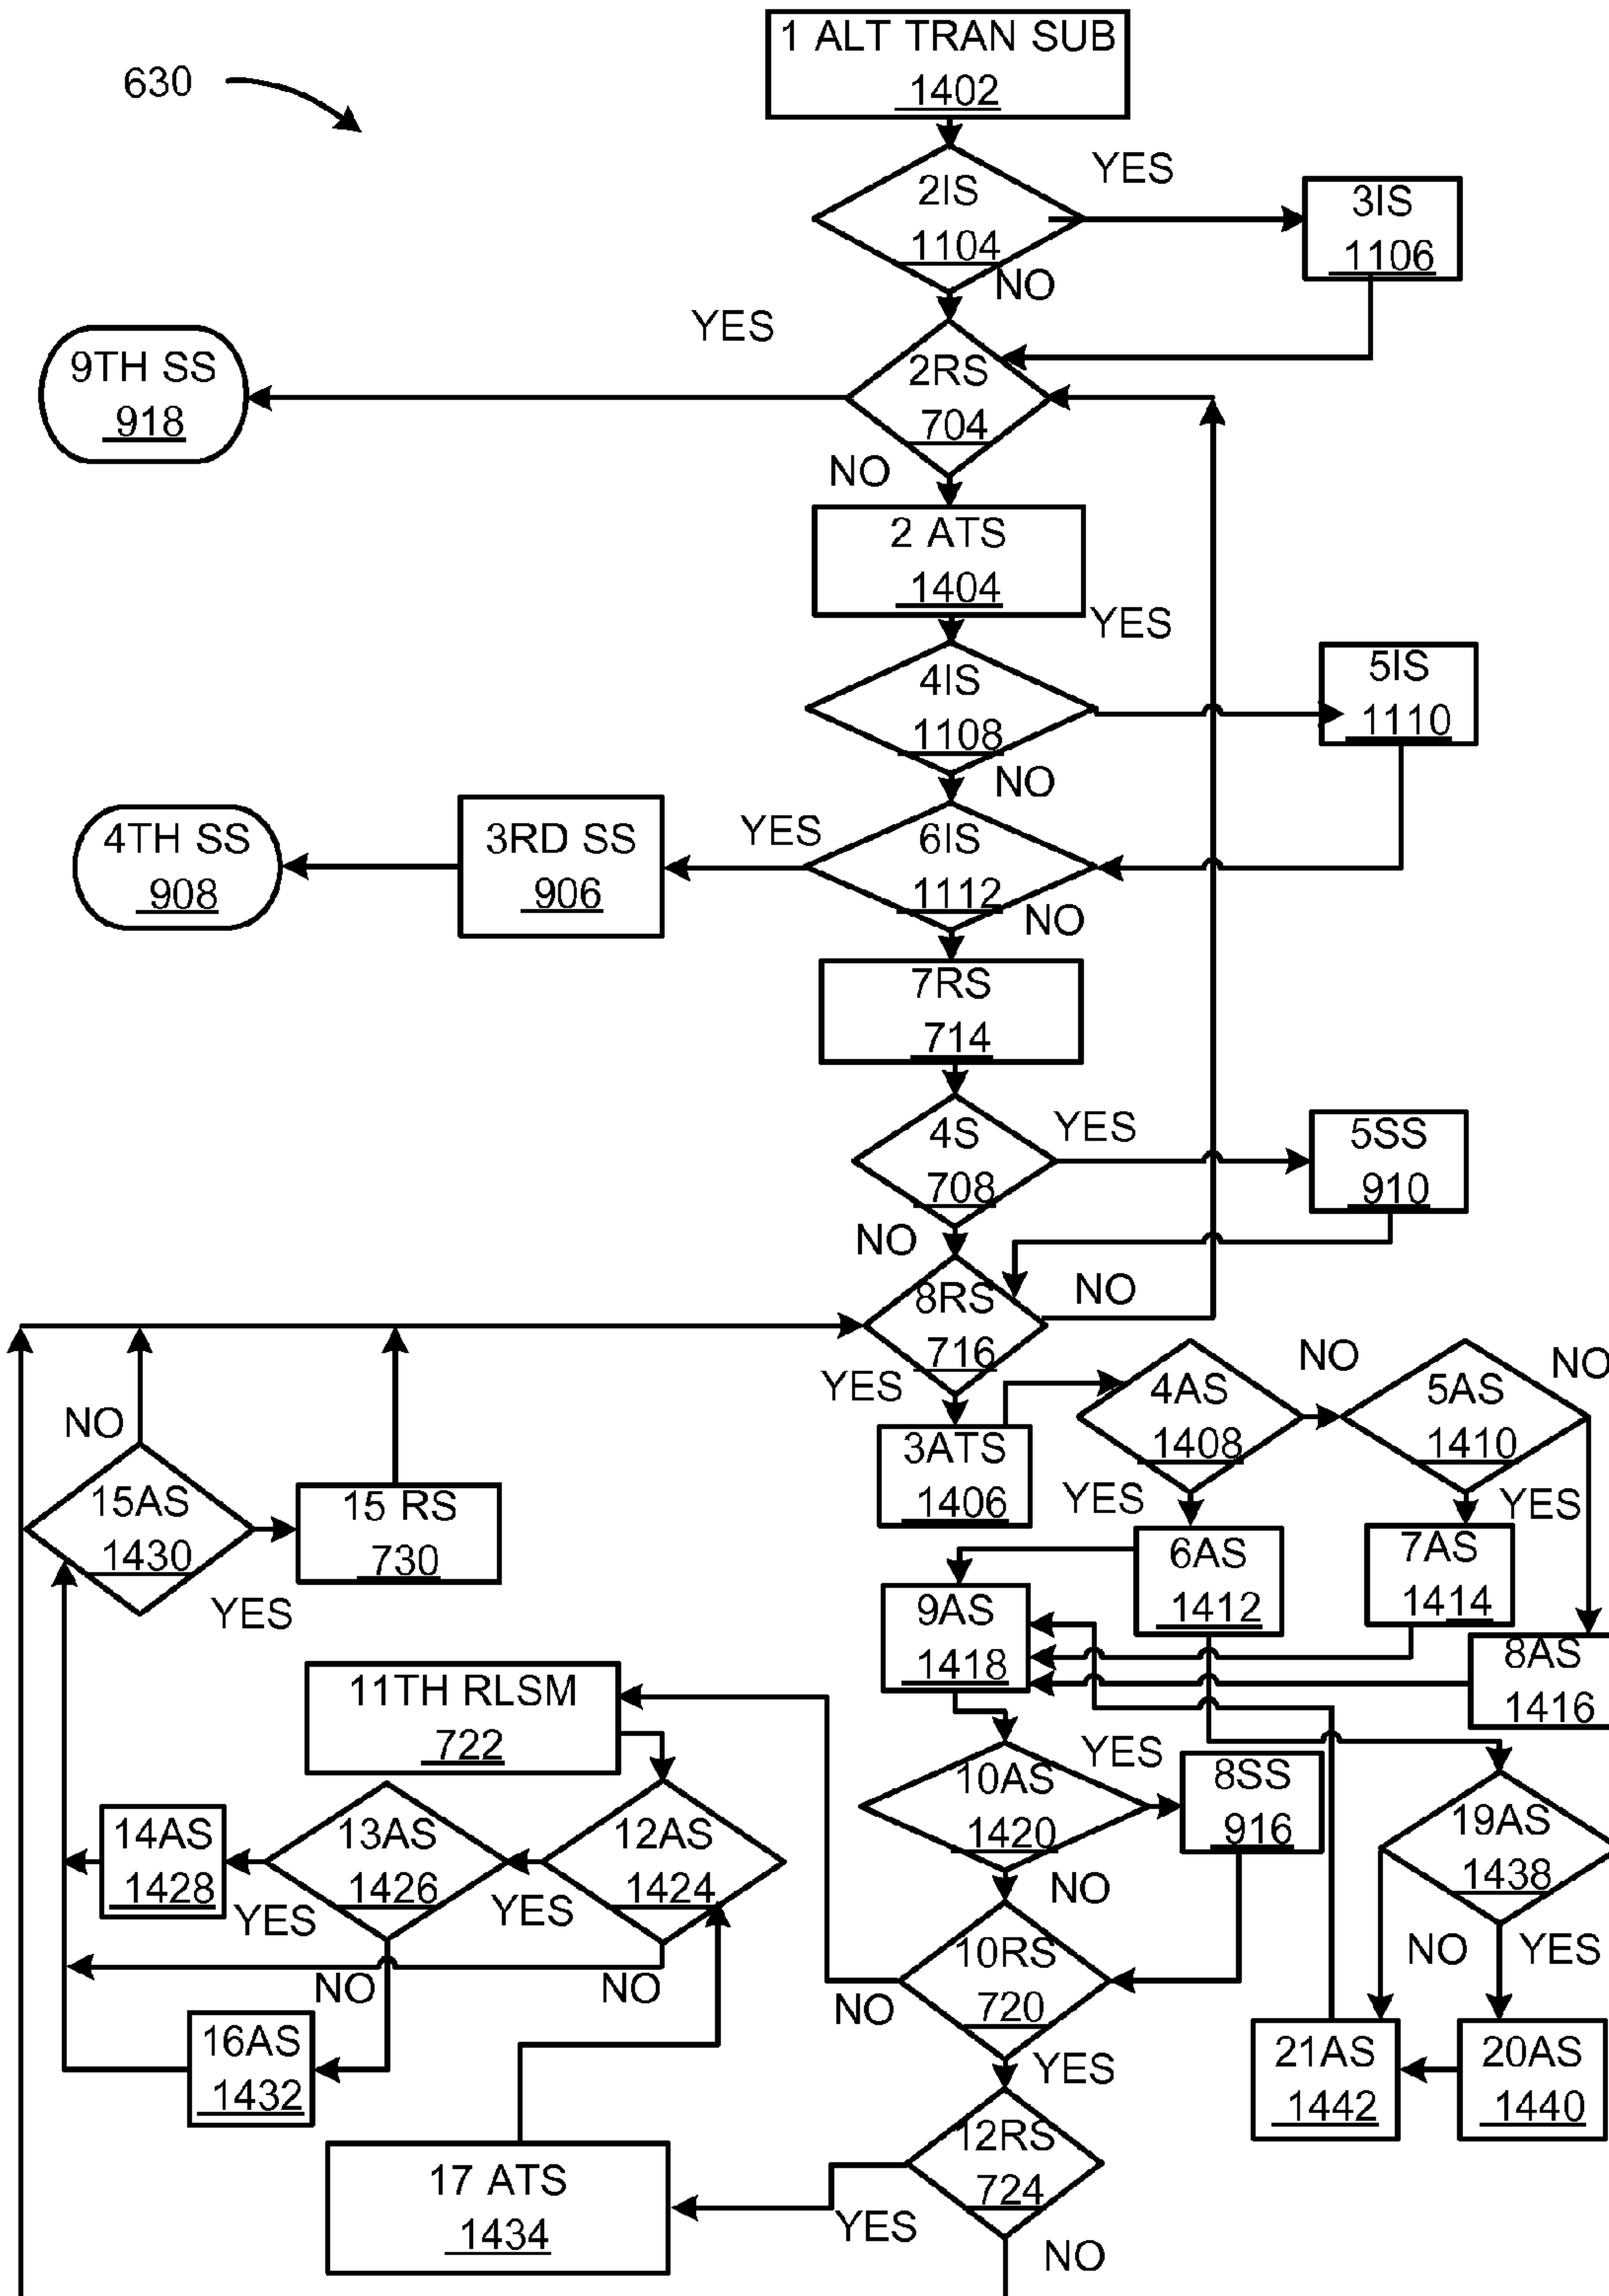 1 ALT TRAN SUB
1402
630
2IS
1104
YES
3IS
1106
NO
YES
9TH SS
918
2RS
704
NO
2 ATS
1404
YES
4IS
1108
5IS
1110
NO
4TH SS
908
3RD SS
906
YES
6IS
1112
NO
7RS
714
4S
708
YES
5SS
910
NO
8RS
716
NO
YES
3ATS
1406
4AS
1408
NO
5AS
1410
NO
YES
YES
NO
15AS
1430
15 RS
730
YES
6AS
1412
7AS
1414
9AS
1418
8AS
1416
11TH RLSM
722
10AS
1420
YES
8SS
916
19AS
1438
14AS
1428
13AS
1426
12AS
1424
YES
YES
NO
NO
NO
10RS
720
NO
NO
YES
16AS
1432
YES
21AS
1442
20AS
1440
12RS
724
17 ATS
1434
YES
NO